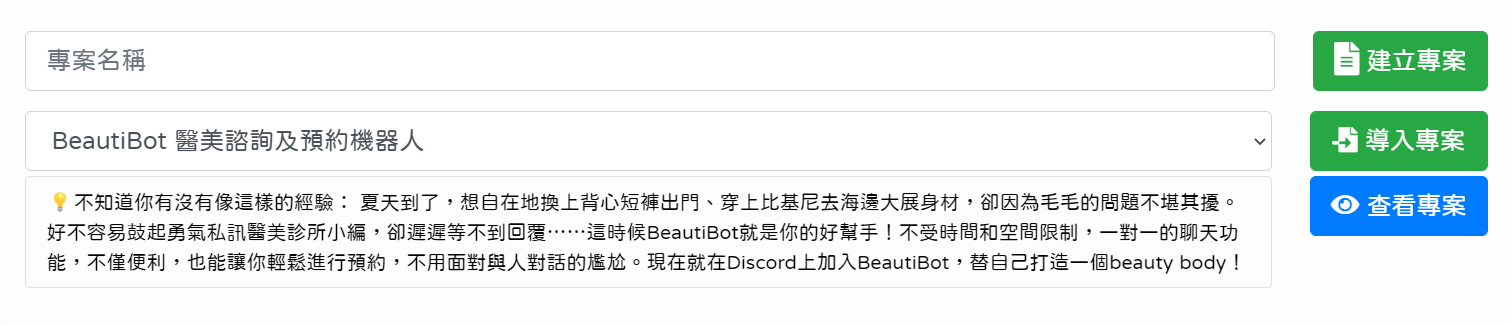 專案名稱
建立專案
BeautiBot 醫美諮詢及預約機器人
導入專案
💡 不知道你有沒有像這樣的經驗： 夏天到了，想自在地換上背心短褲出門、穿上比基尼去海邊大展身材，卻因為毛毛的問題不堪其擾。
好不容易鼓起勇氣私訊醫美診所小編，卻遲遲等不到回覆……這時候BeautiBot就是你的好幫手！不受時間和空間限制，一對一的聊天功
能，不僅便利，也能讓你輕鬆進行預約，不用面對與人對話的尷尬。現在就在Discord上加入BeautiBot，替自己打造一個beauty body！
查看專案